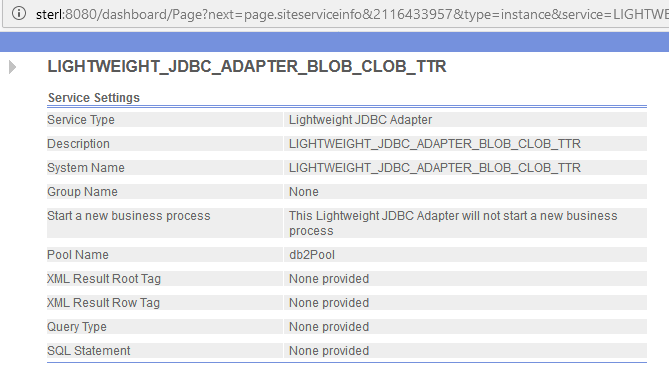 sterl:8080/dashboard/Page?next=page.siteserviceinfo&2116433957&type=instance&service=LIGHTWE
LIGHTWEIGHT_JDBC_ADAPTER_BLOB_CLOB_TTR
Service Settings
Service Type Lightweight JDBC Adapter
Description LIGHTWEIGHT_JDBC_ADAPTER_BLOB_CLOB_TTR
System Name LIGHTWEIGHT_JDBC_ADAPTER_BLOB_CLOB_TTR
Group Name None
Start a new business process This Lightweight JDBC Adapter will not start a new business
process
Pool Name db2Pool
XML Result Root Tag None provided
XML Result Row Tag None provided
Query Type None provided
SQL Statement None provided